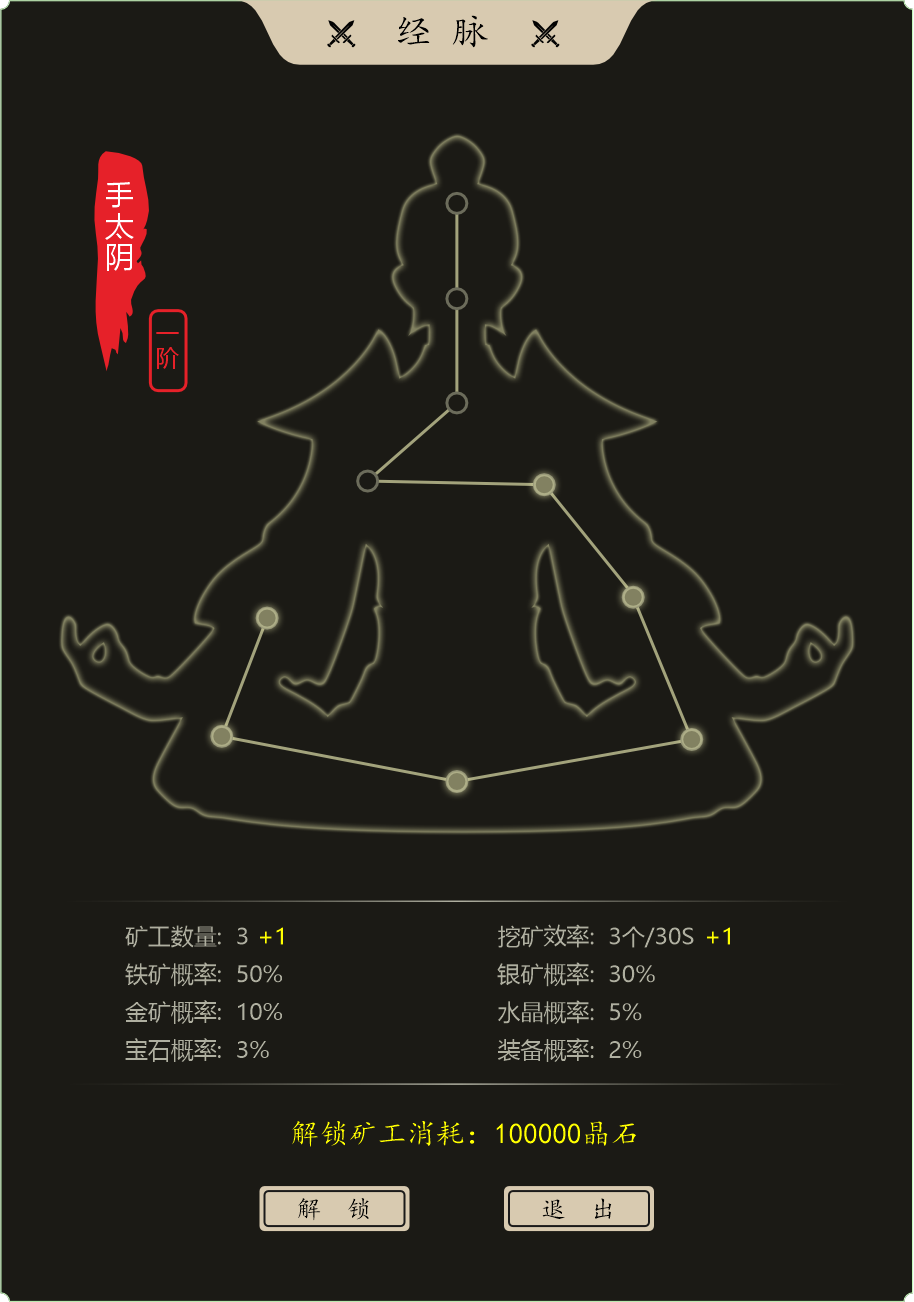 经脉
手太阴
一阶
矿工数量: 3 +1
挖矿效率: 3个/30S +1
铁矿概率: 50%
银矿概率: 30%
金矿概率: 10%
水晶概率: 5%
宝石概率: 3%
装备概率: 2%
解锁矿工消耗：100000晶石
解锁
退出